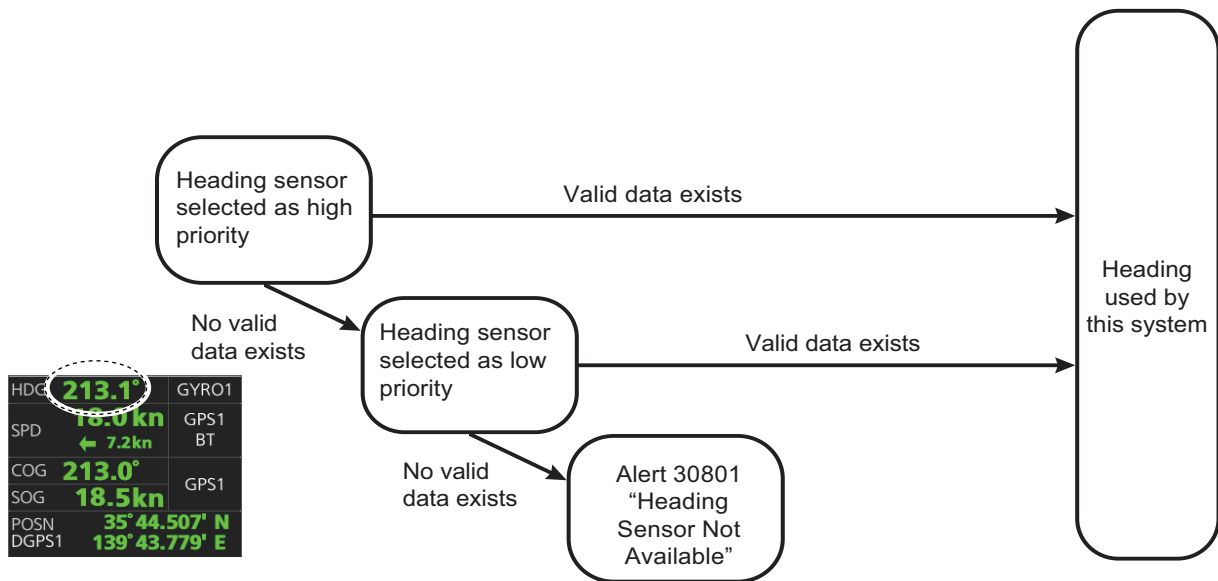 Heading sensor
selected as high
priority
Valid data exists
No valid
data exists
Heading sensor
selected as low
priority
Valid data exists
No valid
data exists
Alert 30801
“Heading
Sensor Not
Available”
Heading
used by
this system
HDG 213.1° GYRO1
SPD 18.0 kn GPS1
7.2kn BT
COG 213.0°
GPS1
SOG 18.5kn
POSN 35°44.507' N
DGPS1 139°43.779' E